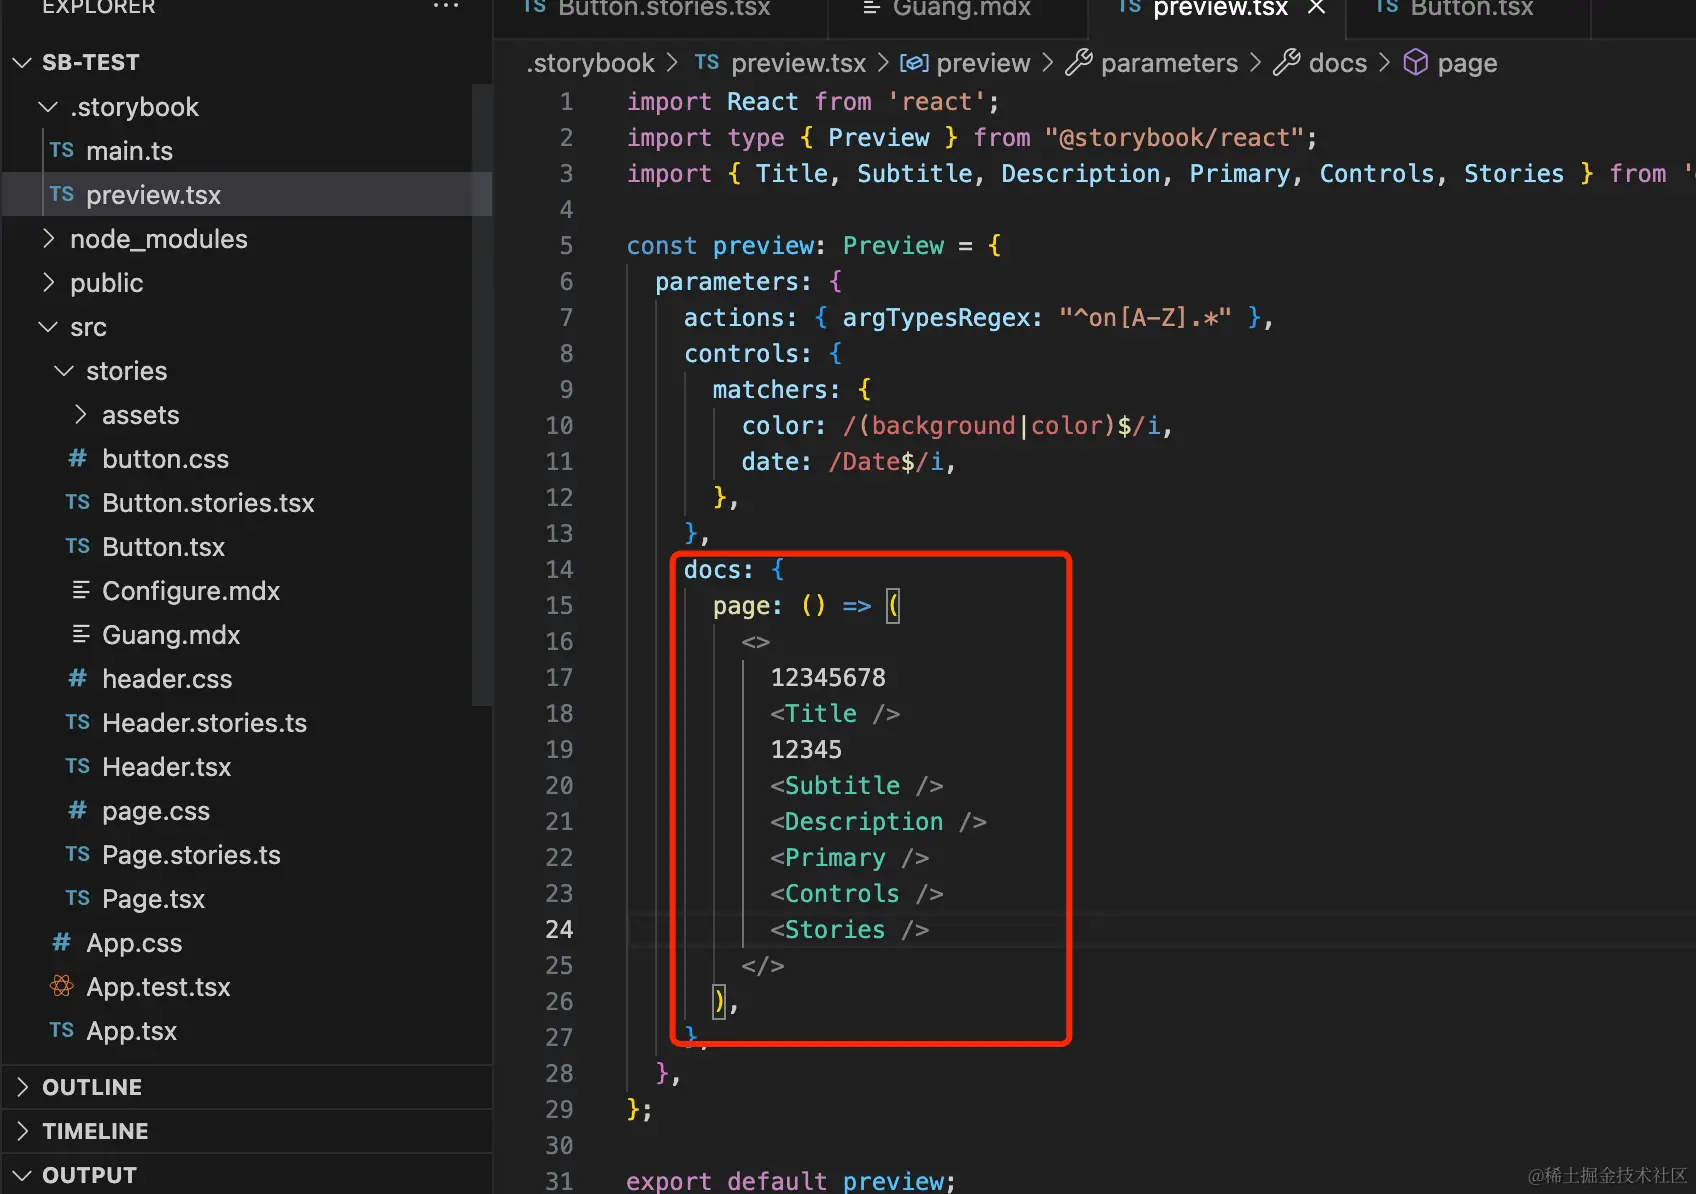 EXPLORER
SB-TEST
.storybook
TS main.ts
TS preview.tsx
node_modules
public
src
stories
assets
# button.css
TS Button.stories.tsx
TS Button.tsx
Configure.mdx
Guang.mdx
# header.css
TS Header.stories.ts
TS Header.tsx
# page.css
TS Page.stories.ts
TS Page.tsx
# App.css
App.test.tsx
TS App.tsx
OUTLINE
TIMELINE
OUTPUT
TS Button.stories.tsx Guang.mdx TS preview.tsx × TS Button.tsx
.storybook > TS preview.tsx > preview > parameters > docs > page
1 import React from 'react';
2 import type { Preview } from "@storybook/react";
3 import { Title, Subtitle, Description, Primary, Controls, Stories } from '
4
5 const preview: Preview = {
6 parameters: {
7 actions: { argTypesRegex: "^on[A-Z].*" },
8 controls: {
9 matchers: {
10 color: /(background|color)$/i,
11 date: /Date$/i,
12 },
13 },
14 docs: {
15 page: () => (
16 <>
17 12345678
18 <Title />
19 12345
20 <Subtitle />
21 <Description />
22 <Primary />
23 <Controls />
24 <Stories />
25 </>
26 ),
27 },
28 },
29 };
30
31 export default preview;
@稀土掘金技术社区